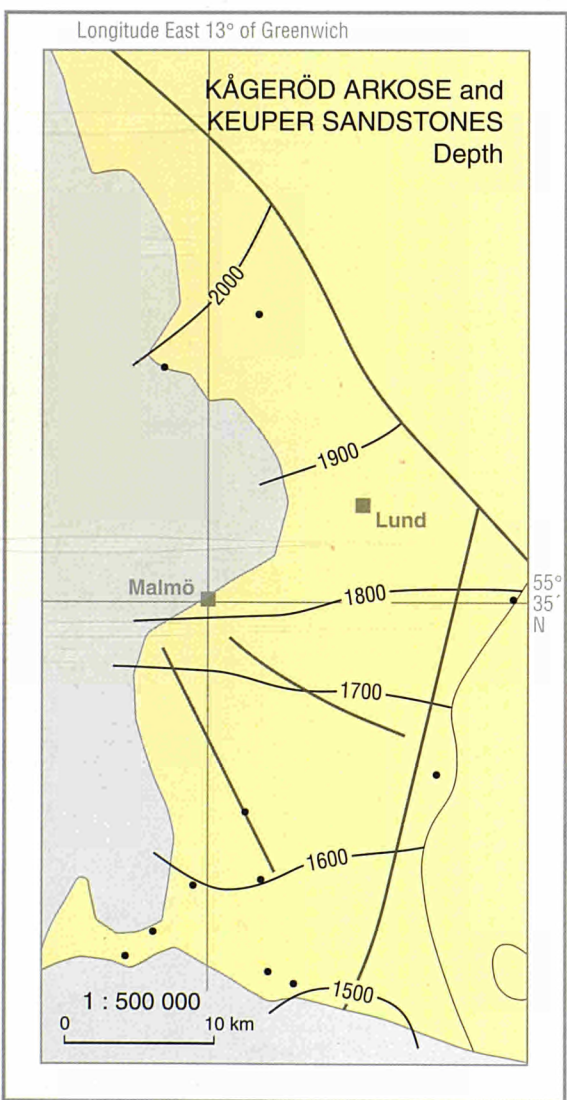 Longitude East 13° of Greenwich
KÅGERÖD ARKOSE and
KEUPER SANDSTONES
Depth
2000
1900
Lund
Malmö
1800
55°
35´
N
1700
1600
1500
1 : 500 000
0 10 km